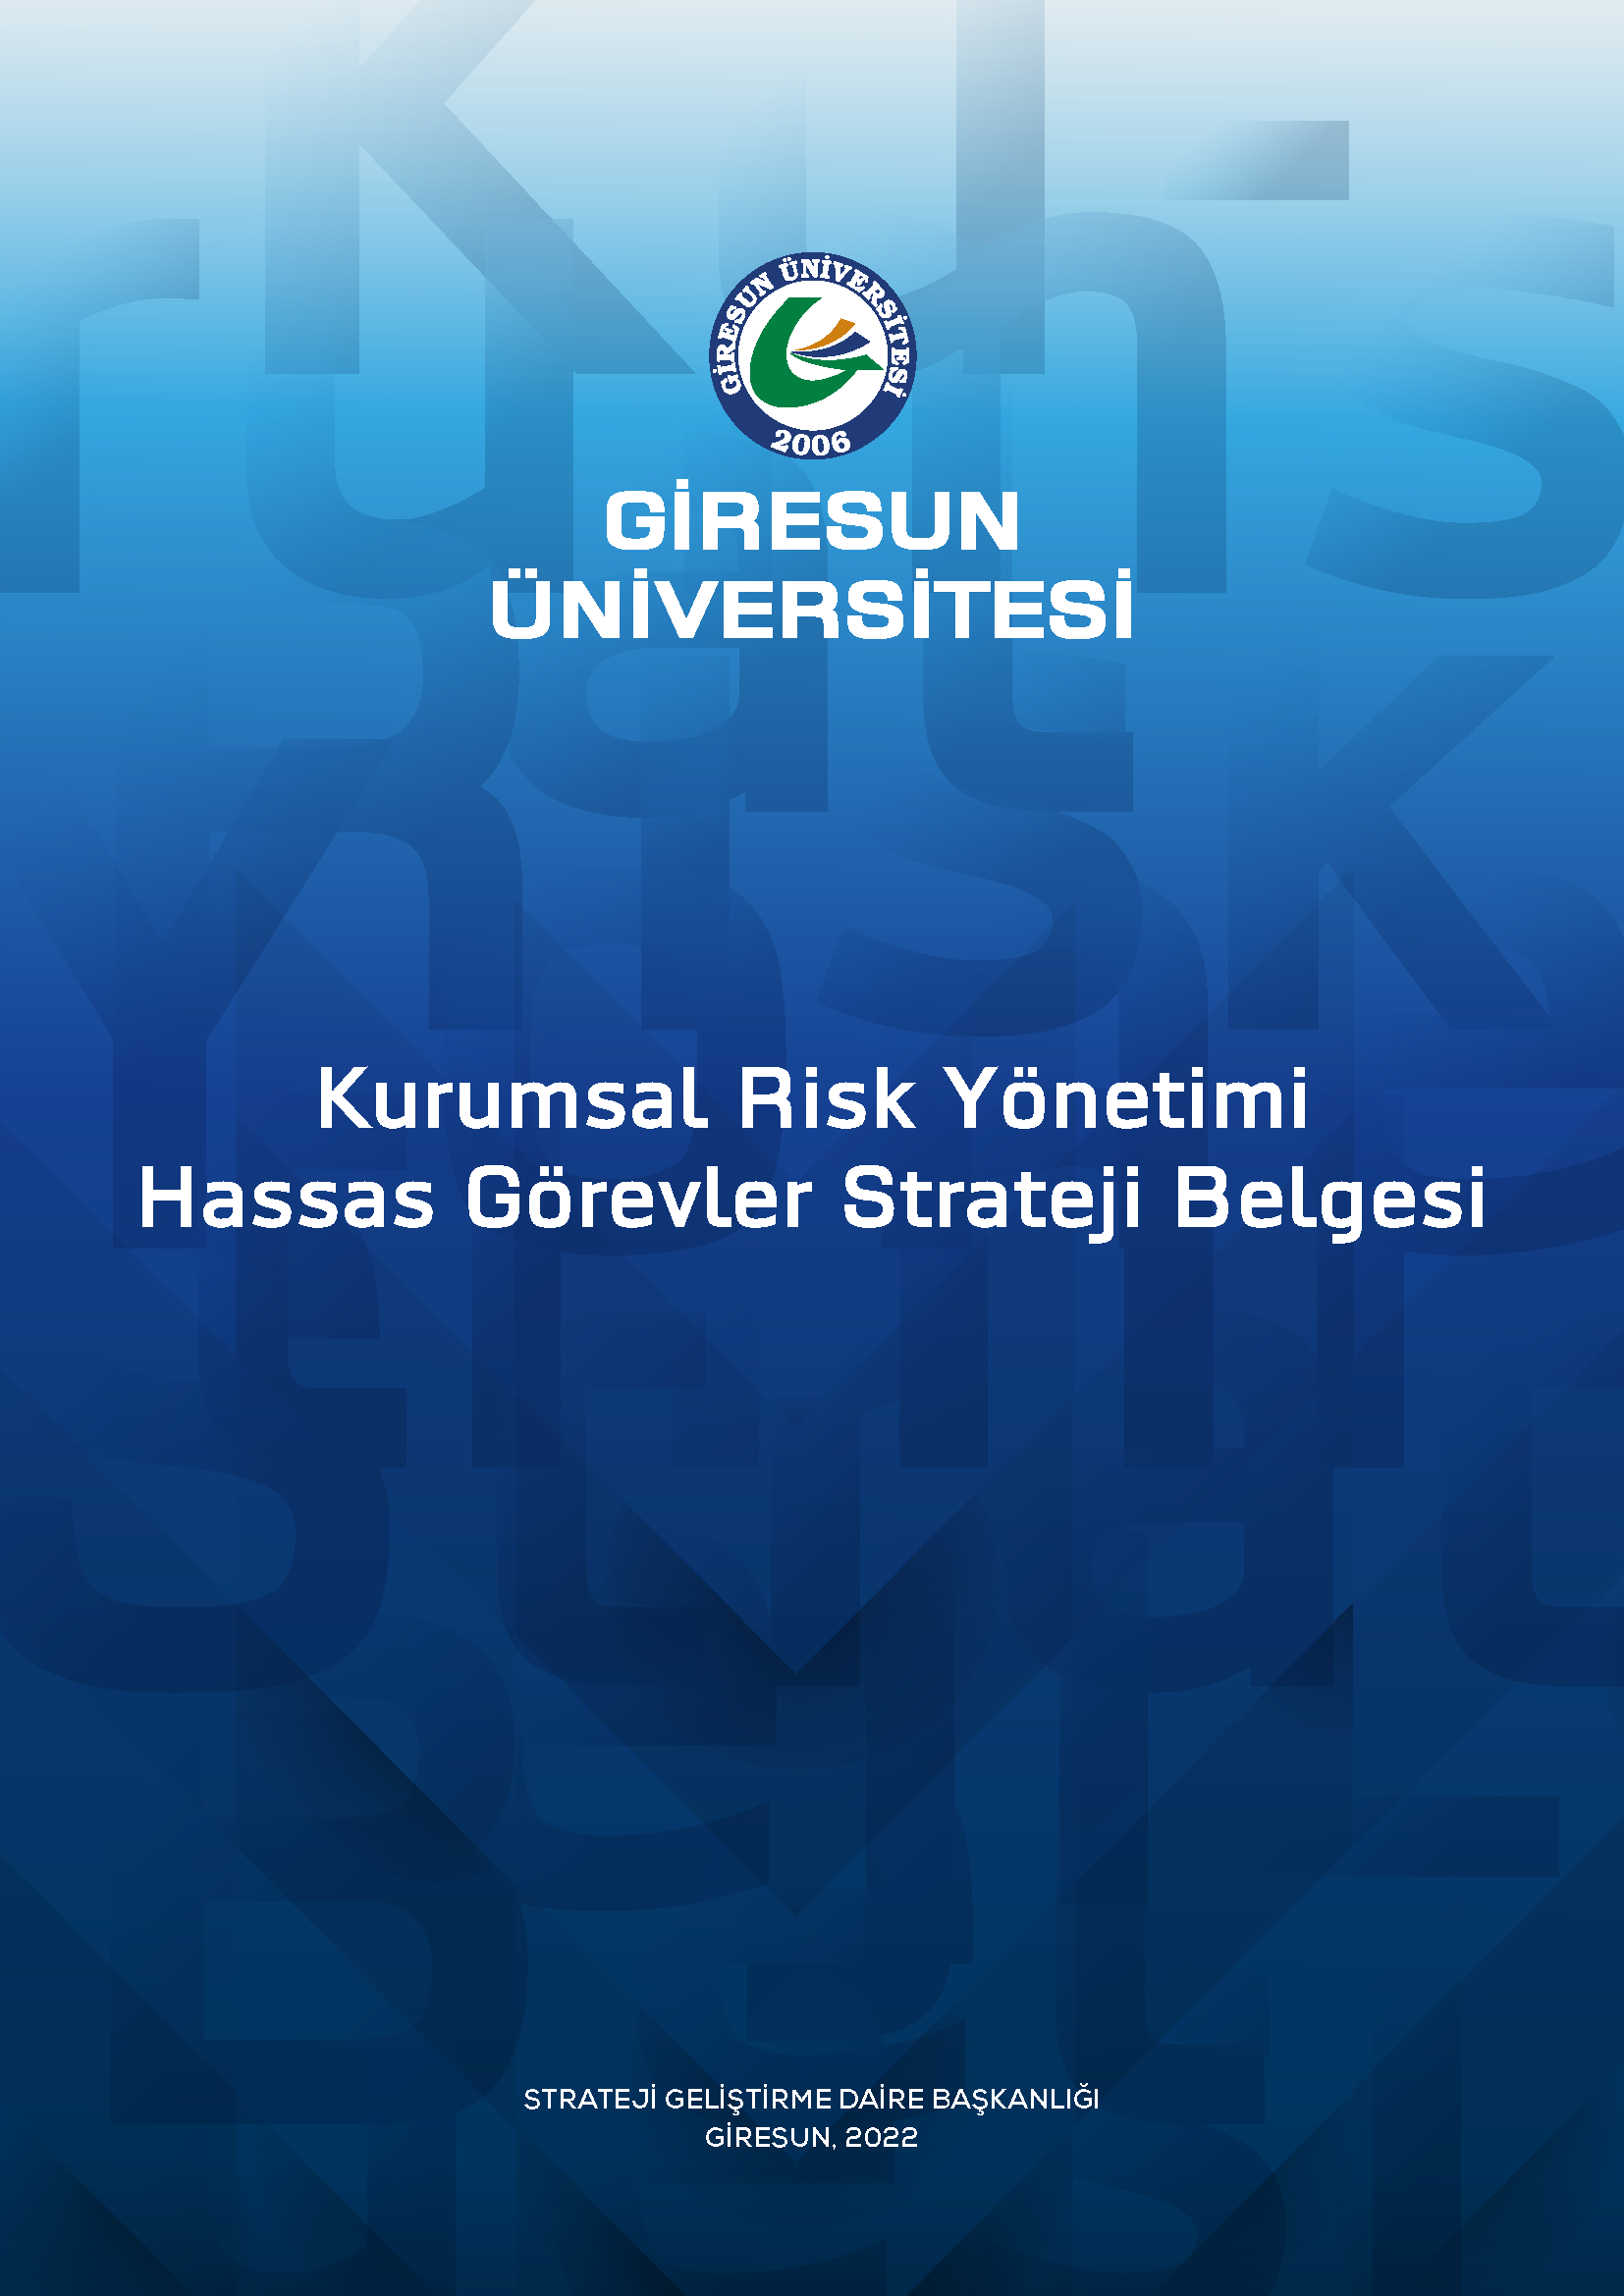 GİRESUN ÜNİVERSİTESİ
2006
GİRESUN
ÜNİVERSİTESİ
Kurumsal Risk Yönetimi
Hassas Görevler Strateji Belgesi
STRATEJİ GELİŞTİRME DAİRE BAŞKANLIĞI
GİRESUN, 2022